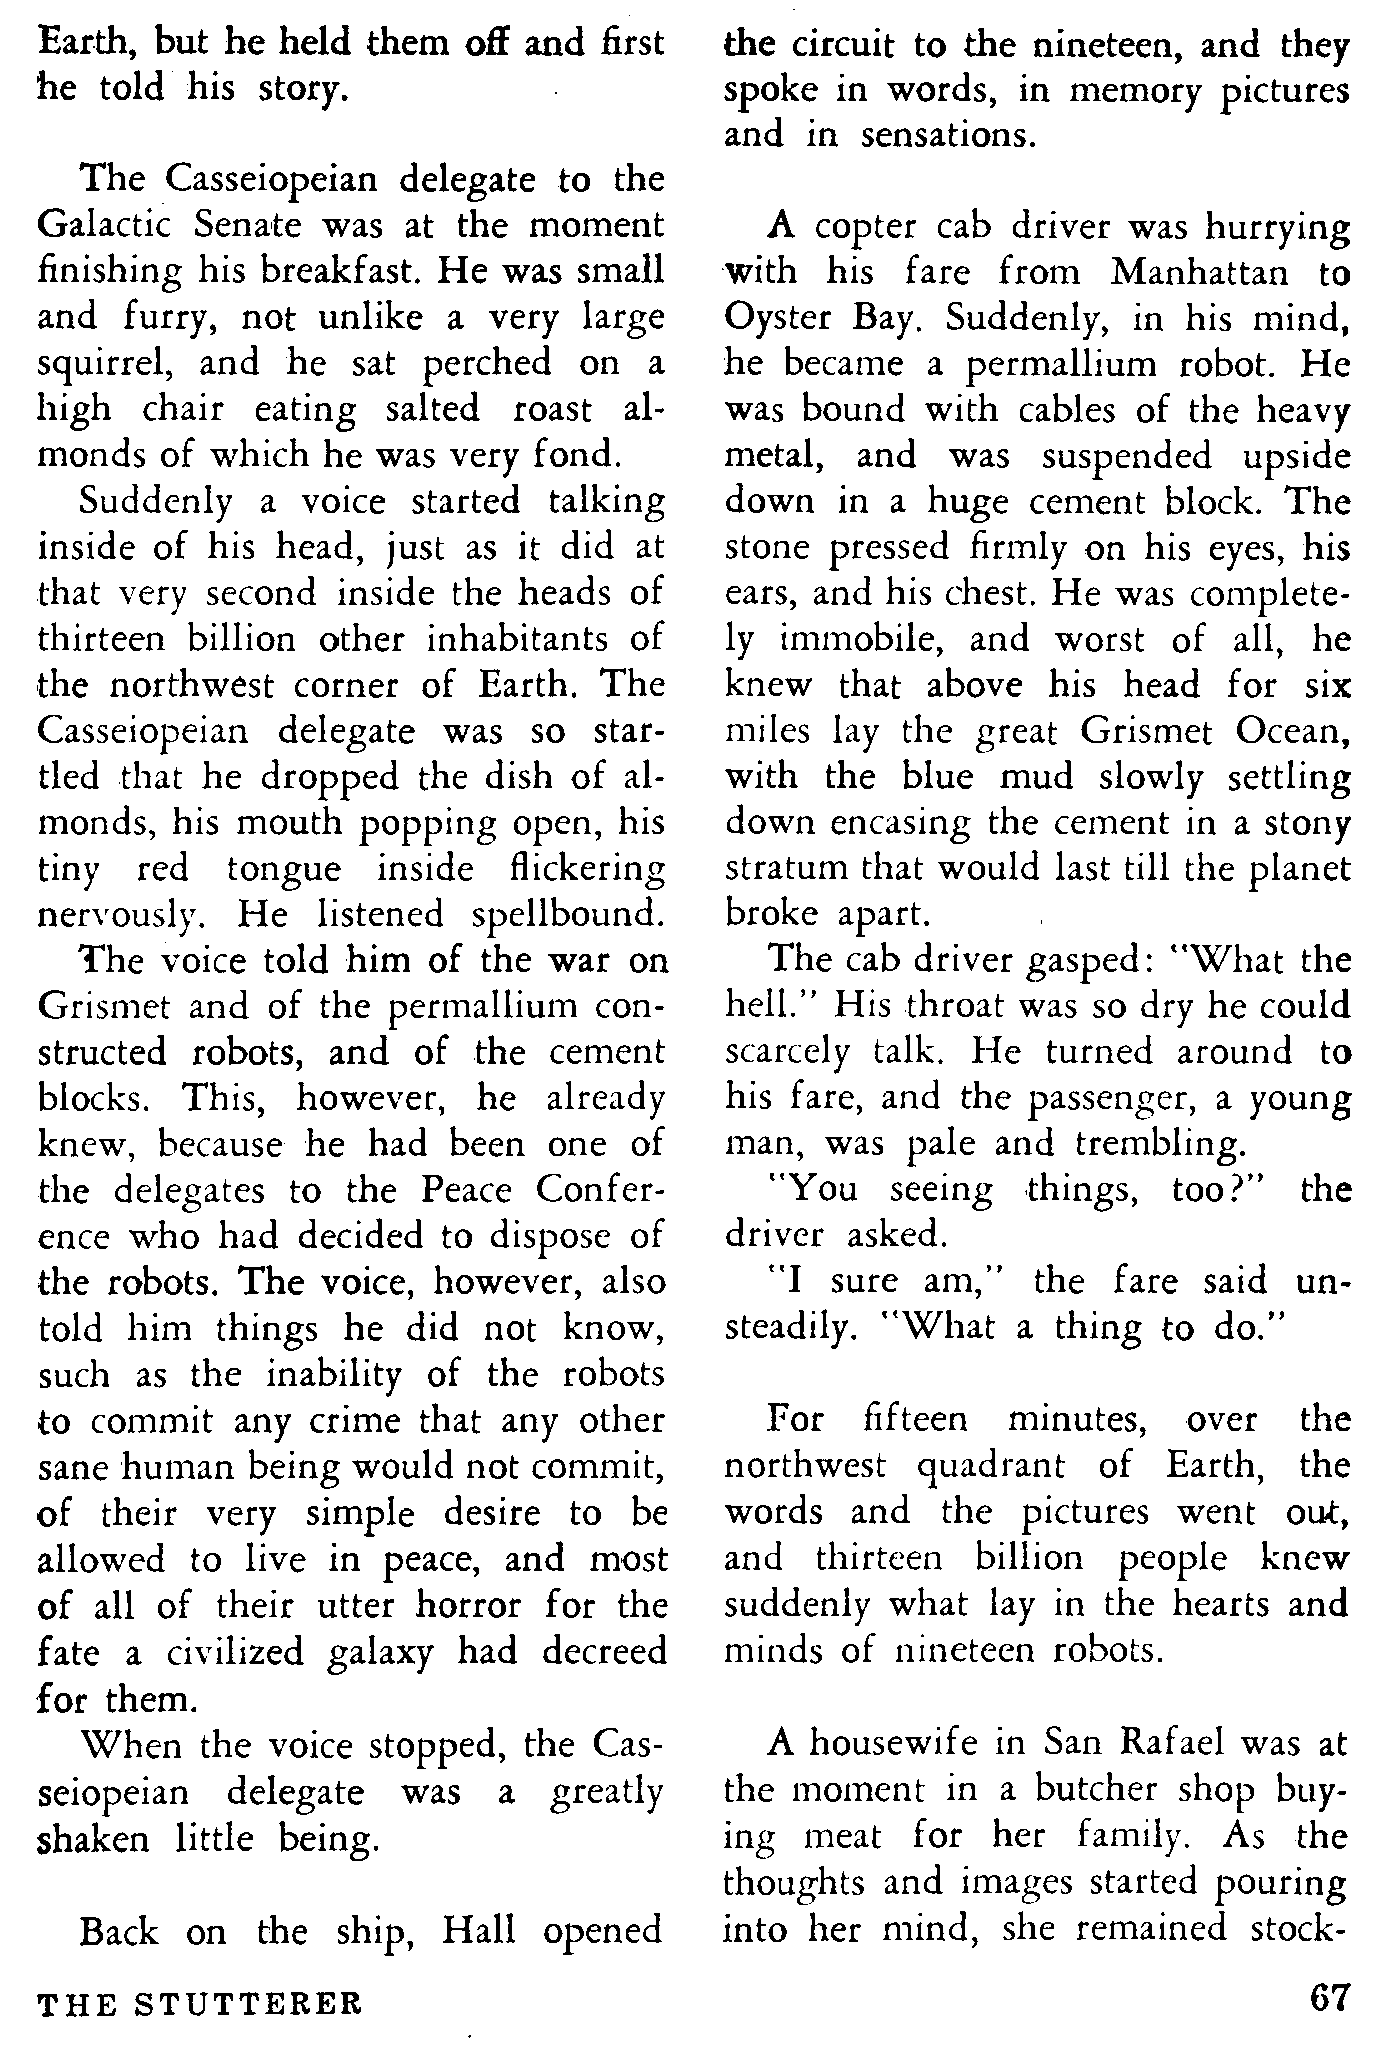 Earth, but he held them off and first
he told his story.
The Casseiopeian delegate to the
Galactic Senate was at the moment
finishing his breakfast. He was small
and furry, not unlike a very large
squirrel, and he sat perched on a
high chair eating salted roast al-
monds of which he was very fond.
Suddenly a voice started talking
inside of his head, just as it did at
that very second inside the heads of
thirteen billion other inhabitants of
the northwest corner of Earth. The
Casseiopeian delegate was so star-
tled that he dropped the dish of al-
monds, his mouth popping open, his
tiny red tongue inside flickering
nervously. He listened spellbound.
The voice told him of the war on
Grismet and of the permallium con-
structed robots, and of the cement
blocks. This, however, he already
knew, because he had been one of
the delegates to the Peace Confer-
ence who had decided to dispose of
the robots. The voice, however, also
told him things he did not know,
such as the inability of the robots
to commit any crime that any other
sane human being would not commit,
of their very simple desire to be
allowed to live in peace, and most
of all of their utter horror for the
fate a civilized galaxy had decreed
for them.
When the voice stopped, the Cas-
seiopeian delegate was a greatly
shaken little being.
Back on the ship, Hall opened
the circuit to the nineteen, and they
spoke in words, in memory pictures
and in sensations.
A copter cab driver was hurrying
with his fare from Manhattan to
Oyster Bay. Suddenly, in his mind,
he became a permallium robot. He
was bound with cables of the heavy
metal, and was suspended upside
down in a huge cement block. The
stone pressed firmly on his eyes, his
ears, and his chest. He was complete-
ly immobile, and worst of all, he
knew that above his head for six
miles lay the great Grismet Ocean,
with the blue mud slowly settling
down encasing the cement in a stony
stratum that would last till the planet
broke apart.
The cab driver gasped: "What the
hell." His throat was so dry he could
scarcely talk. He turned around to
his fare, and the passenger, a young
man, was pale and trembling.
"You seeing things, too?" the
driver asked.
"I sure am," the fare said un-
steadily. "What a thing to do."
For fifteen minutes, over the
northwest quadrant of Earth, the
words and the pictures went out,
and thirteen billion people knew
suddenly what lay in the hearts and
minds of nineteen robots.
A housewife in San Rafael was at
the moment in a butcher shop buy-
ing meat for her family. As the
thoughts and images started pouring
into her mind, she remained stock-
THE STUTTERER
67